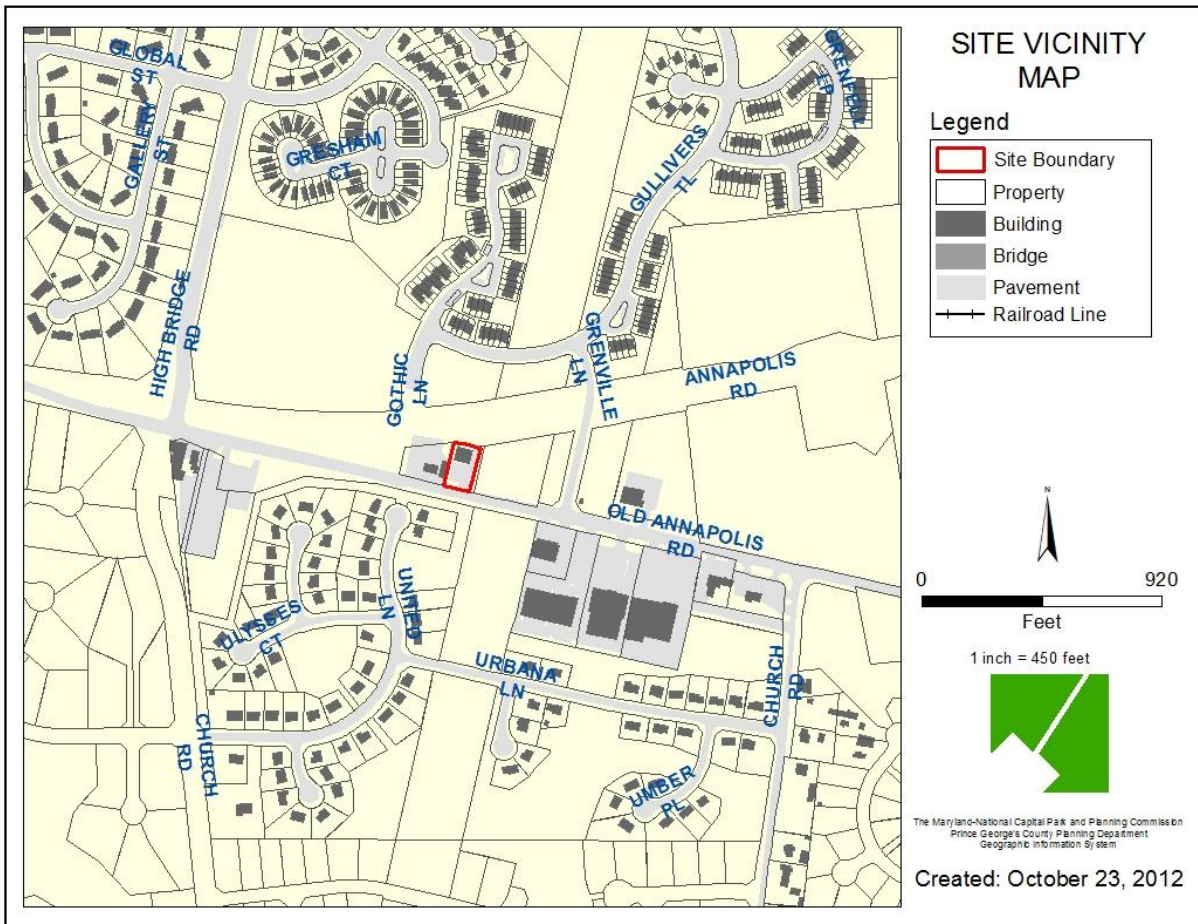 GLOBAL
ST
GALLERY
ST
GRESHAM
CT
GULLIVERS
TL
GRENFELL
LP
HIGH BRIDGE
RD
GOTHIC
LN
GRENVILLE
LN
ANNAPOLIS
RD
OLD ANNAPOLIS
RD
ULYSSES
CT
UNITED
LN
URBANA
LN
CHURCH
RD
CHURCH
RD
UMBER
PL
SITE VICINITY
MAP
Legend
Site Boundary
Property
Building
Bridge
Pavement
Railroad Line
N
0 920
Feet
1 inch = 450 feet
The Maryland-National Capital Park and Planning Commission
Prince George's County Planning Department
Geographic Information System
Created: October 23, 2012